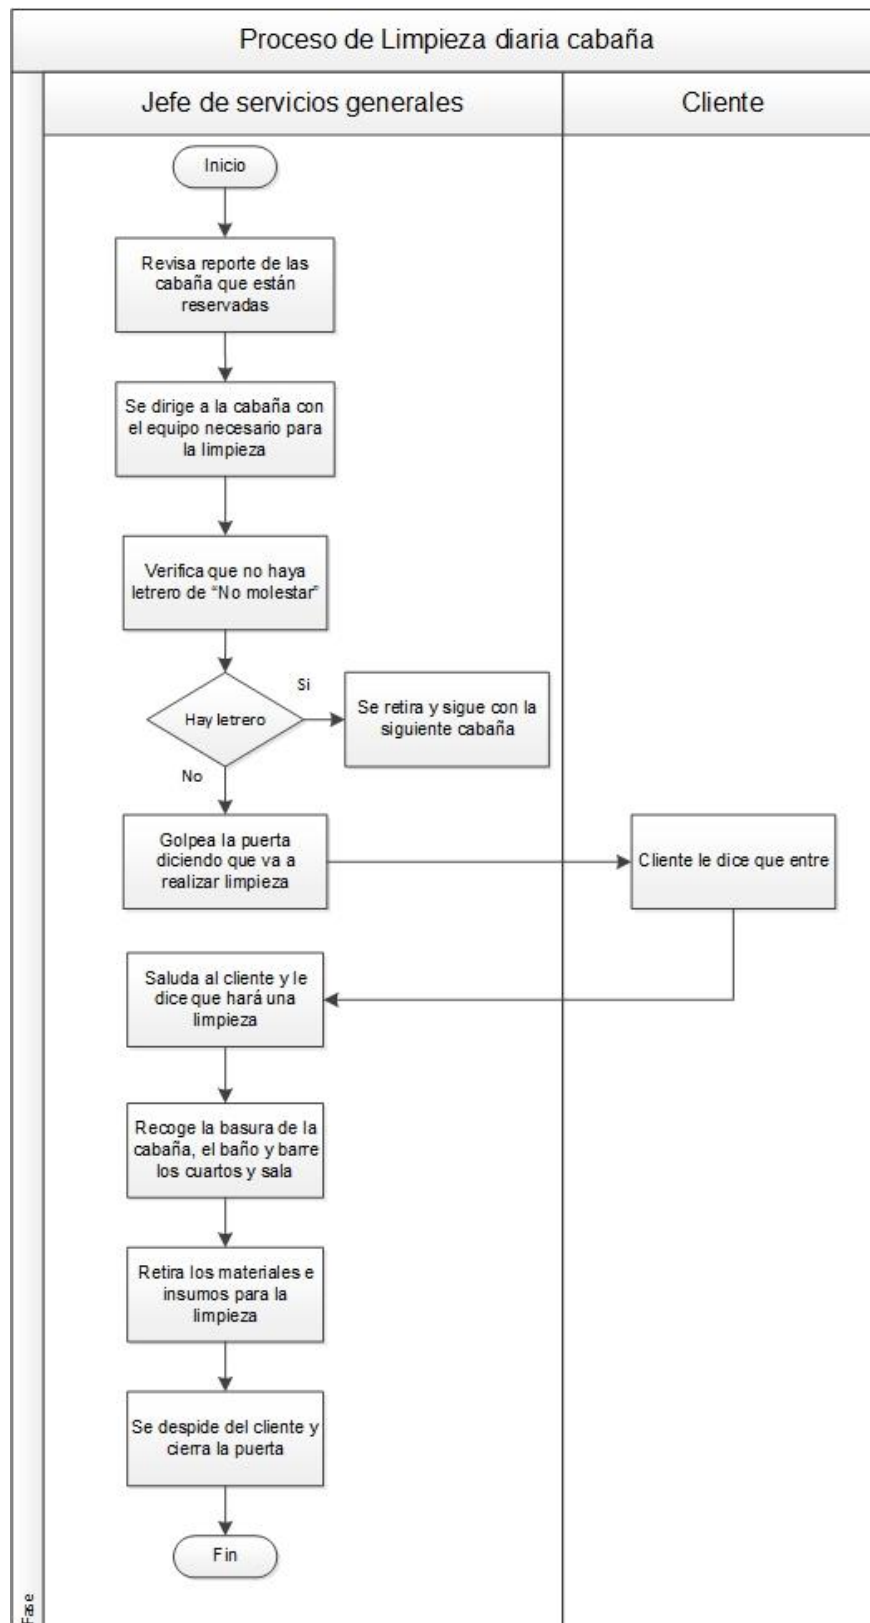 Proceso de Limpieza diaria cabaña
Jefe de servicios generales
Cliente
Inicio
Revisa reporte de las
cabaña que están
reservadas
Se dirige a la cabaña con
el equipo necesario para
la limpieza
Verifica que no haya
letrero de “No molestar”
Hay letrero
Si
Se retira y sigue con la
siguiente cabaña
No
Golpea la puerta
diciendo que va a
realizar limpieza
Cliente le dice que entre
Saluda al cliente y le
dice que hará una
limpieza
Recoge la basura de la
cabaña, el baño y barre
los cuartos y sala
Retira los materiales e
insumos para la
limpieza
Se despide del cliente y
cierra la puerta
Fin
Fase